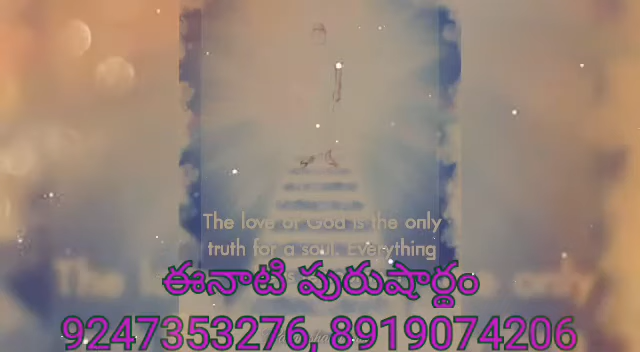 The love of God is the only
truth for a soul. Everything
ఈనాటి పురుషార్థం
9247353276, 8919074206